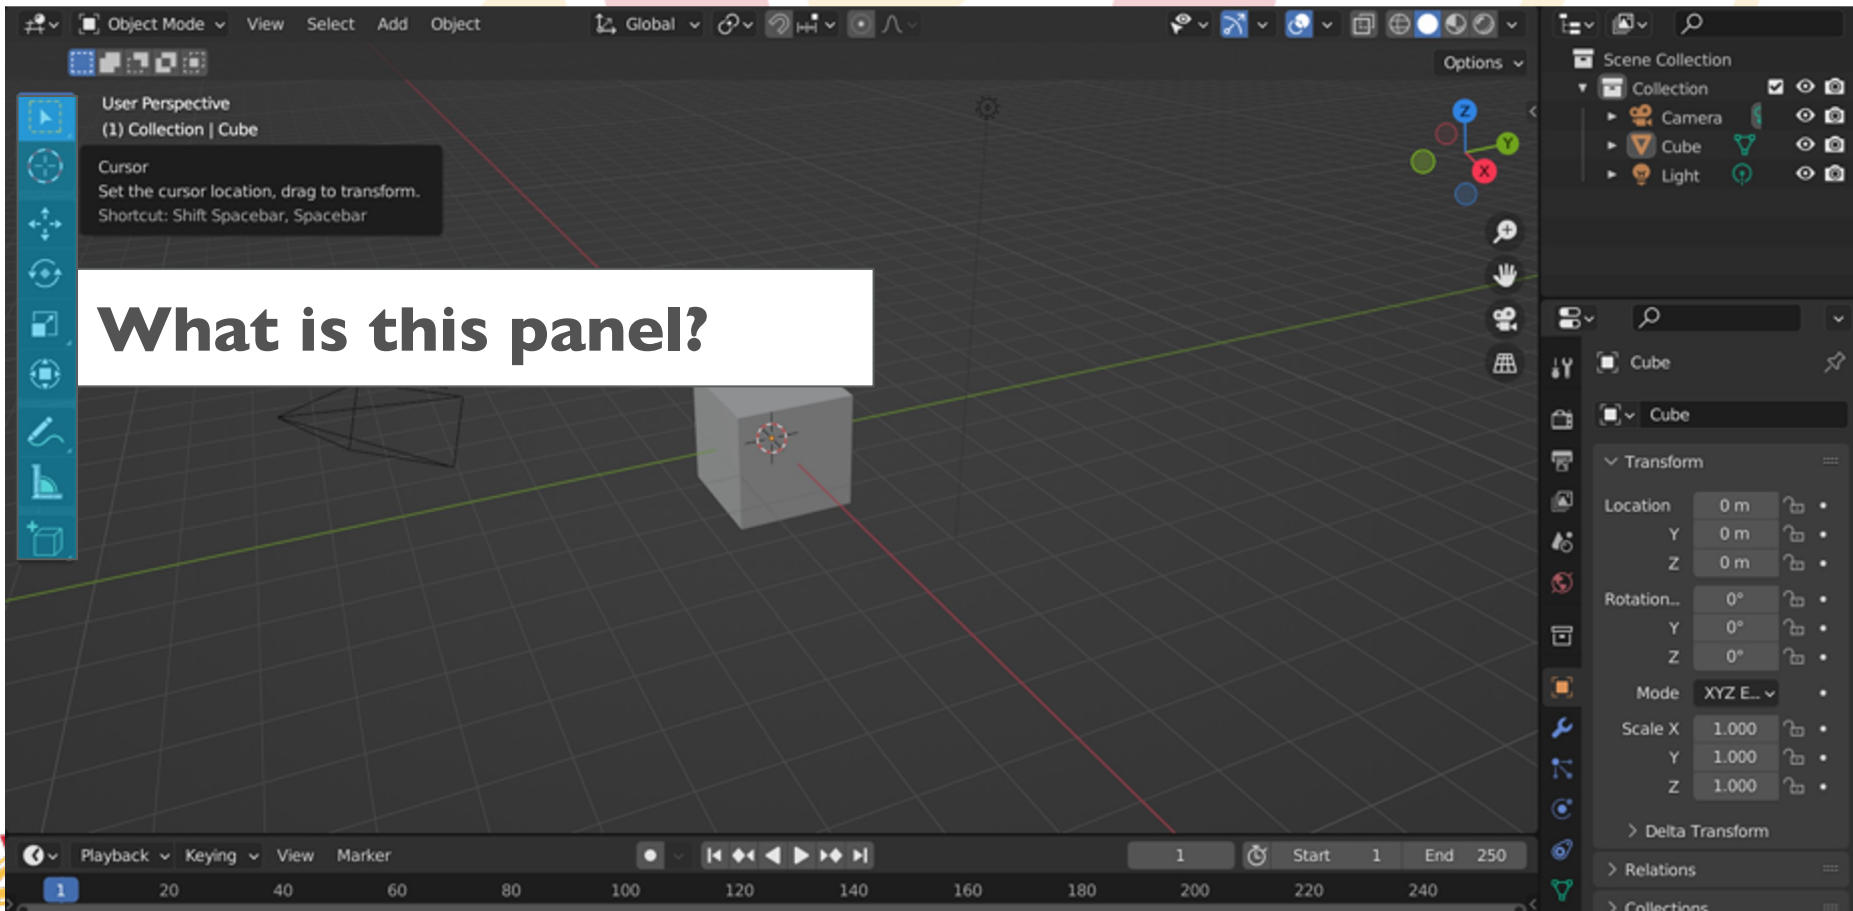 Object Mode View Select Add Object Global
Options
User Perspective
(1) Collection | Cube
Cursor
Set the cursor location, drag to transform.
Shortcut: Shift Spacebar, Spacebar
What is this panel?
Z
Y
X
Scene Collection
Collection
Camera
Cube
Light
Cube
Cube
Transform
Location 0 m
Y 0 m
Z 0 m
Rotation... 0°
Y 0°
Z 0°
Mode XYZ E...
Scale X 1.000
Y 1.000
Z 1.000
Delta Transform
Relations
Collections
Playback Keying View Marker 1 Start 1 End 250
1 20 40 60 80 100 120 140 160 180 200 220 240